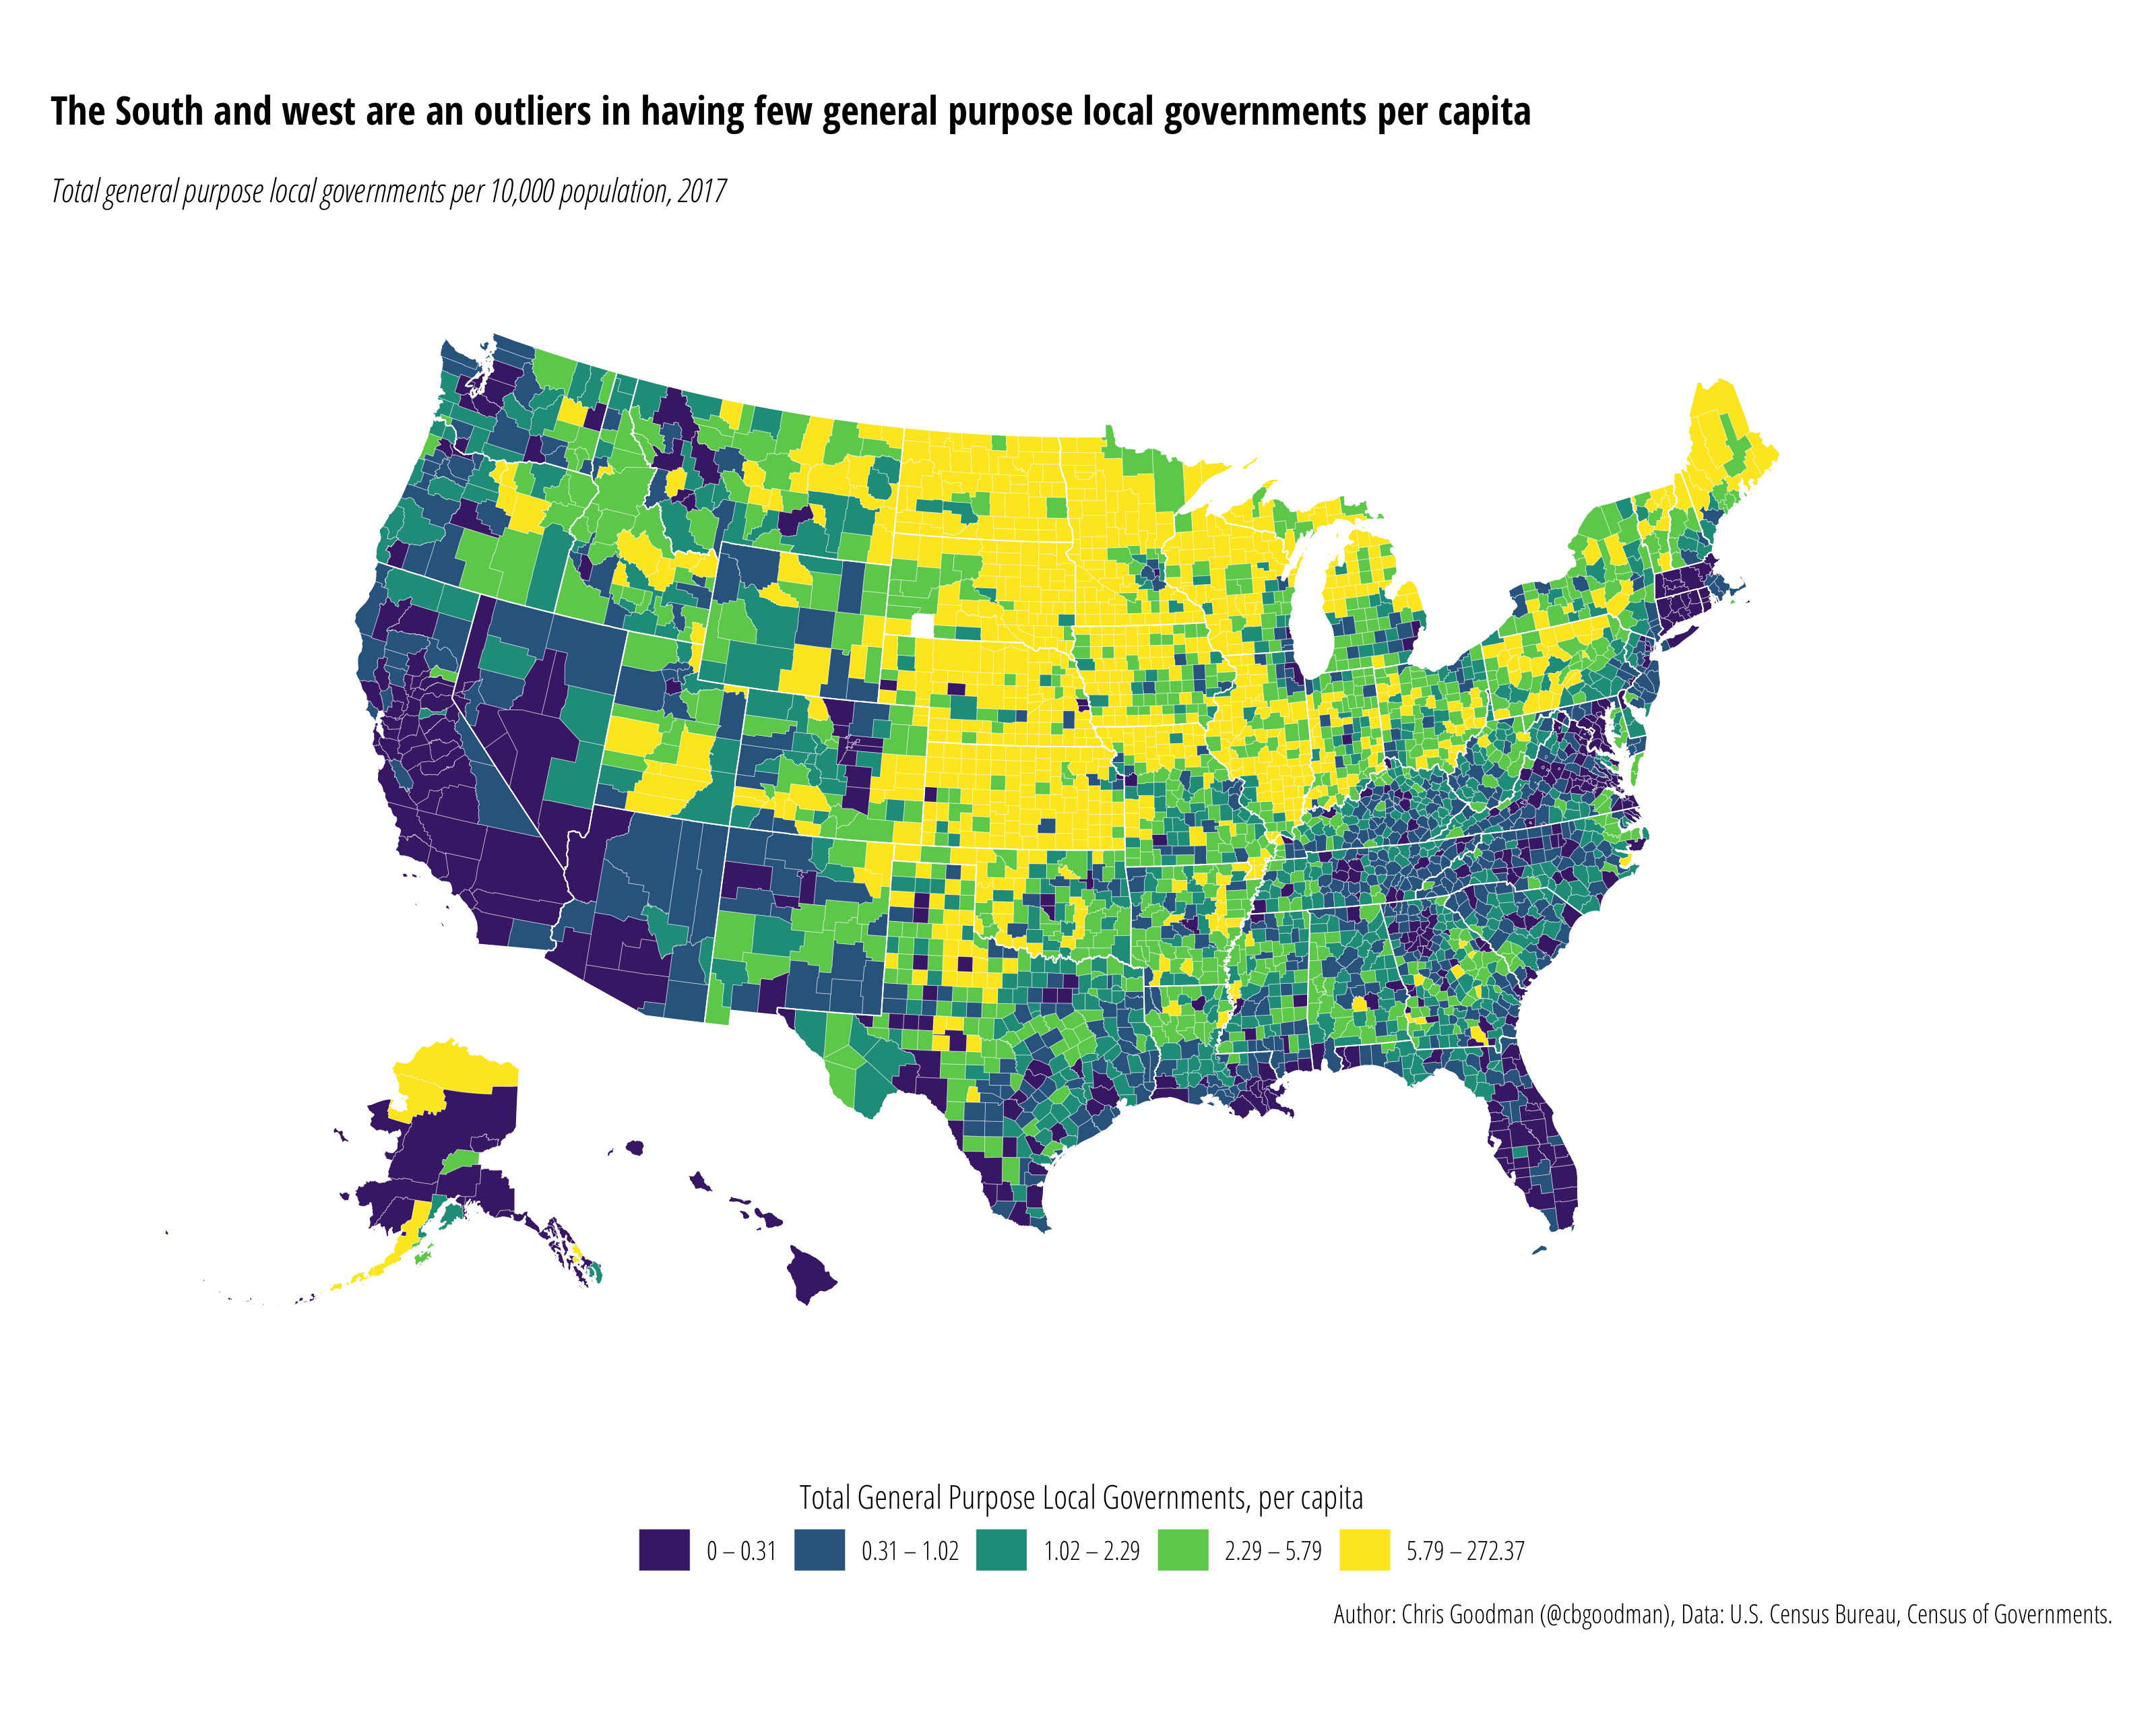 The South and west are an outliers in having few general purpose local governments per capita
Total general purpose local governments per 10,000 population, 2017
Total General Purpose Local Governments, per capita
0 – 0.31 0.31 – 1.02 1.02 – 2.29 2.29 – 5.79 5.79 – 272.37
Author: Chris Goodman (@cbgoodman), Data: U.S. Census Bureau, Census of Governments.